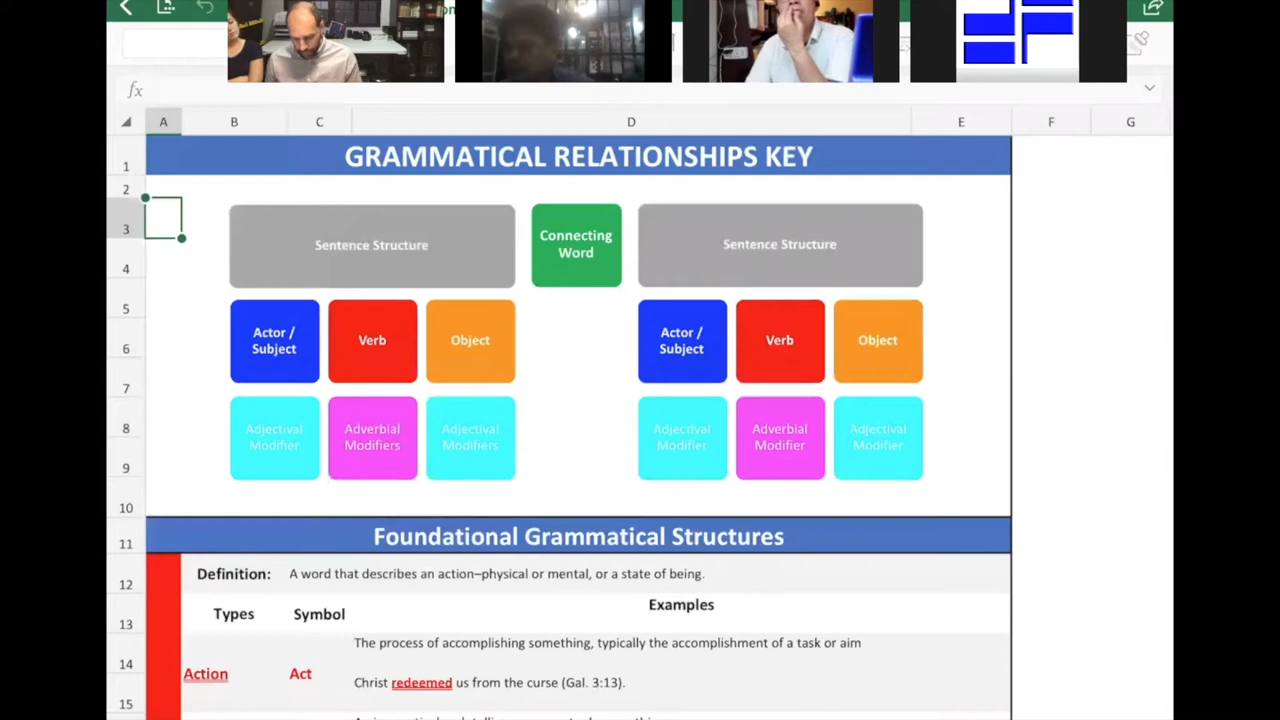 fx
A B C D E F G
1 GRAMMATICAL RELATIONSHIPS KEY
2
3
4
5
6
7
8
9
10
Sentence Structure
Connecting
Word
Sentence Structure
Actor /
Subject
Verb
Object
Actor /
Subject
Verb
Object
Adjectival
Modifier
Adverbial
Modifiers
Adjectival
Modifiers
Adjectival
Modifier
Adverbial
Modifier
Adjectival
Modifier
11 Foundational Grammatical Structures
12 Definition: A word that describes an action–physical or mental, or a state of being.
13 Types Symbol Examples
The process of accomplishing something, typically the accomplishment of a task or aim
14 Action Act
Christ redeemed us from the curse (Gal. 3:13).
15